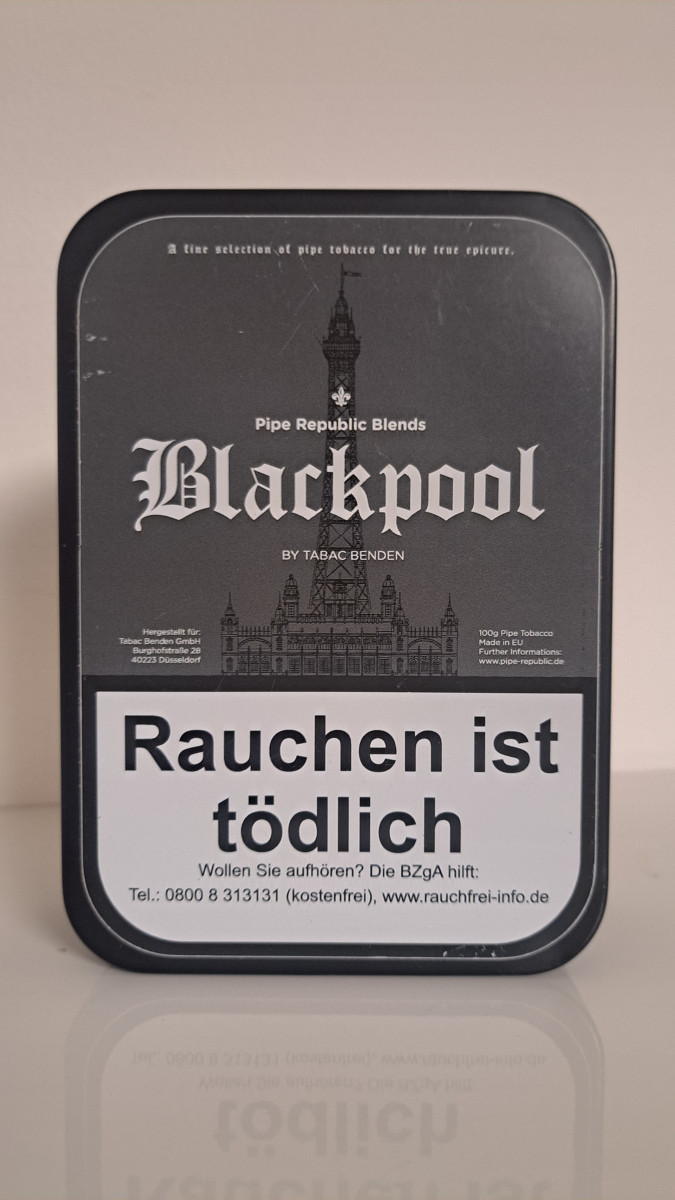 A fine selection of pipe tobacco for the true epicure.
Pipe Republic Blends
Blackpool
BY TABAC BENDEN
Hergestellt für:
Tabac Benden GmbH
Burghofstraße 28
40223 Düsseldorf
100g Pipe Tobacco
Made in EU
Further Informations:
www.pipe-republic.de
Rauchen ist
tödlich
Wollen Sie aufhören? Die BZgA hilft:
Tel.: 0800 8 313131 (kostenfrei), www.rauchfrei-info.de